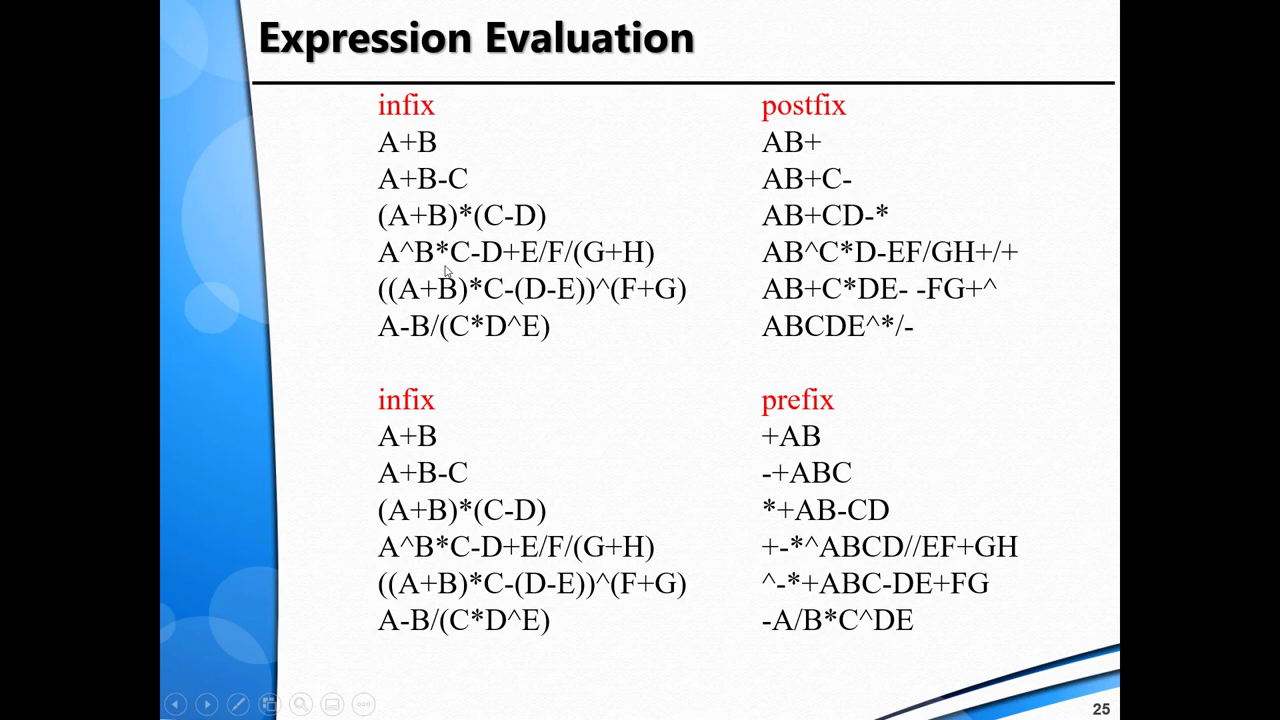 Expression Evaluation
infix postfix
A+B AB+
A+B-C AB+C-
(A+B)*(C-D) AB+CD-*
A^B*C-D+E/F/(G+H) AB^C*D-EF/GH+/+
((A+B)*C-(D-E))^(F+G) AB+C*DE- -FG+^
A-B/(C*D^E) ABCDE^*/-
infix prefix
A+B +AB
A+B-C -+ABC
(A+B)*(C-D) *+AB-CD
A^B*C-D+E/F/(G+H) +-*^ABCD//EF+GH
((A+B)*C-(D-E))^(F+G) ^-*+ABC-DE+FG
A-B/(C*D^E) -A/B*C^DE
25